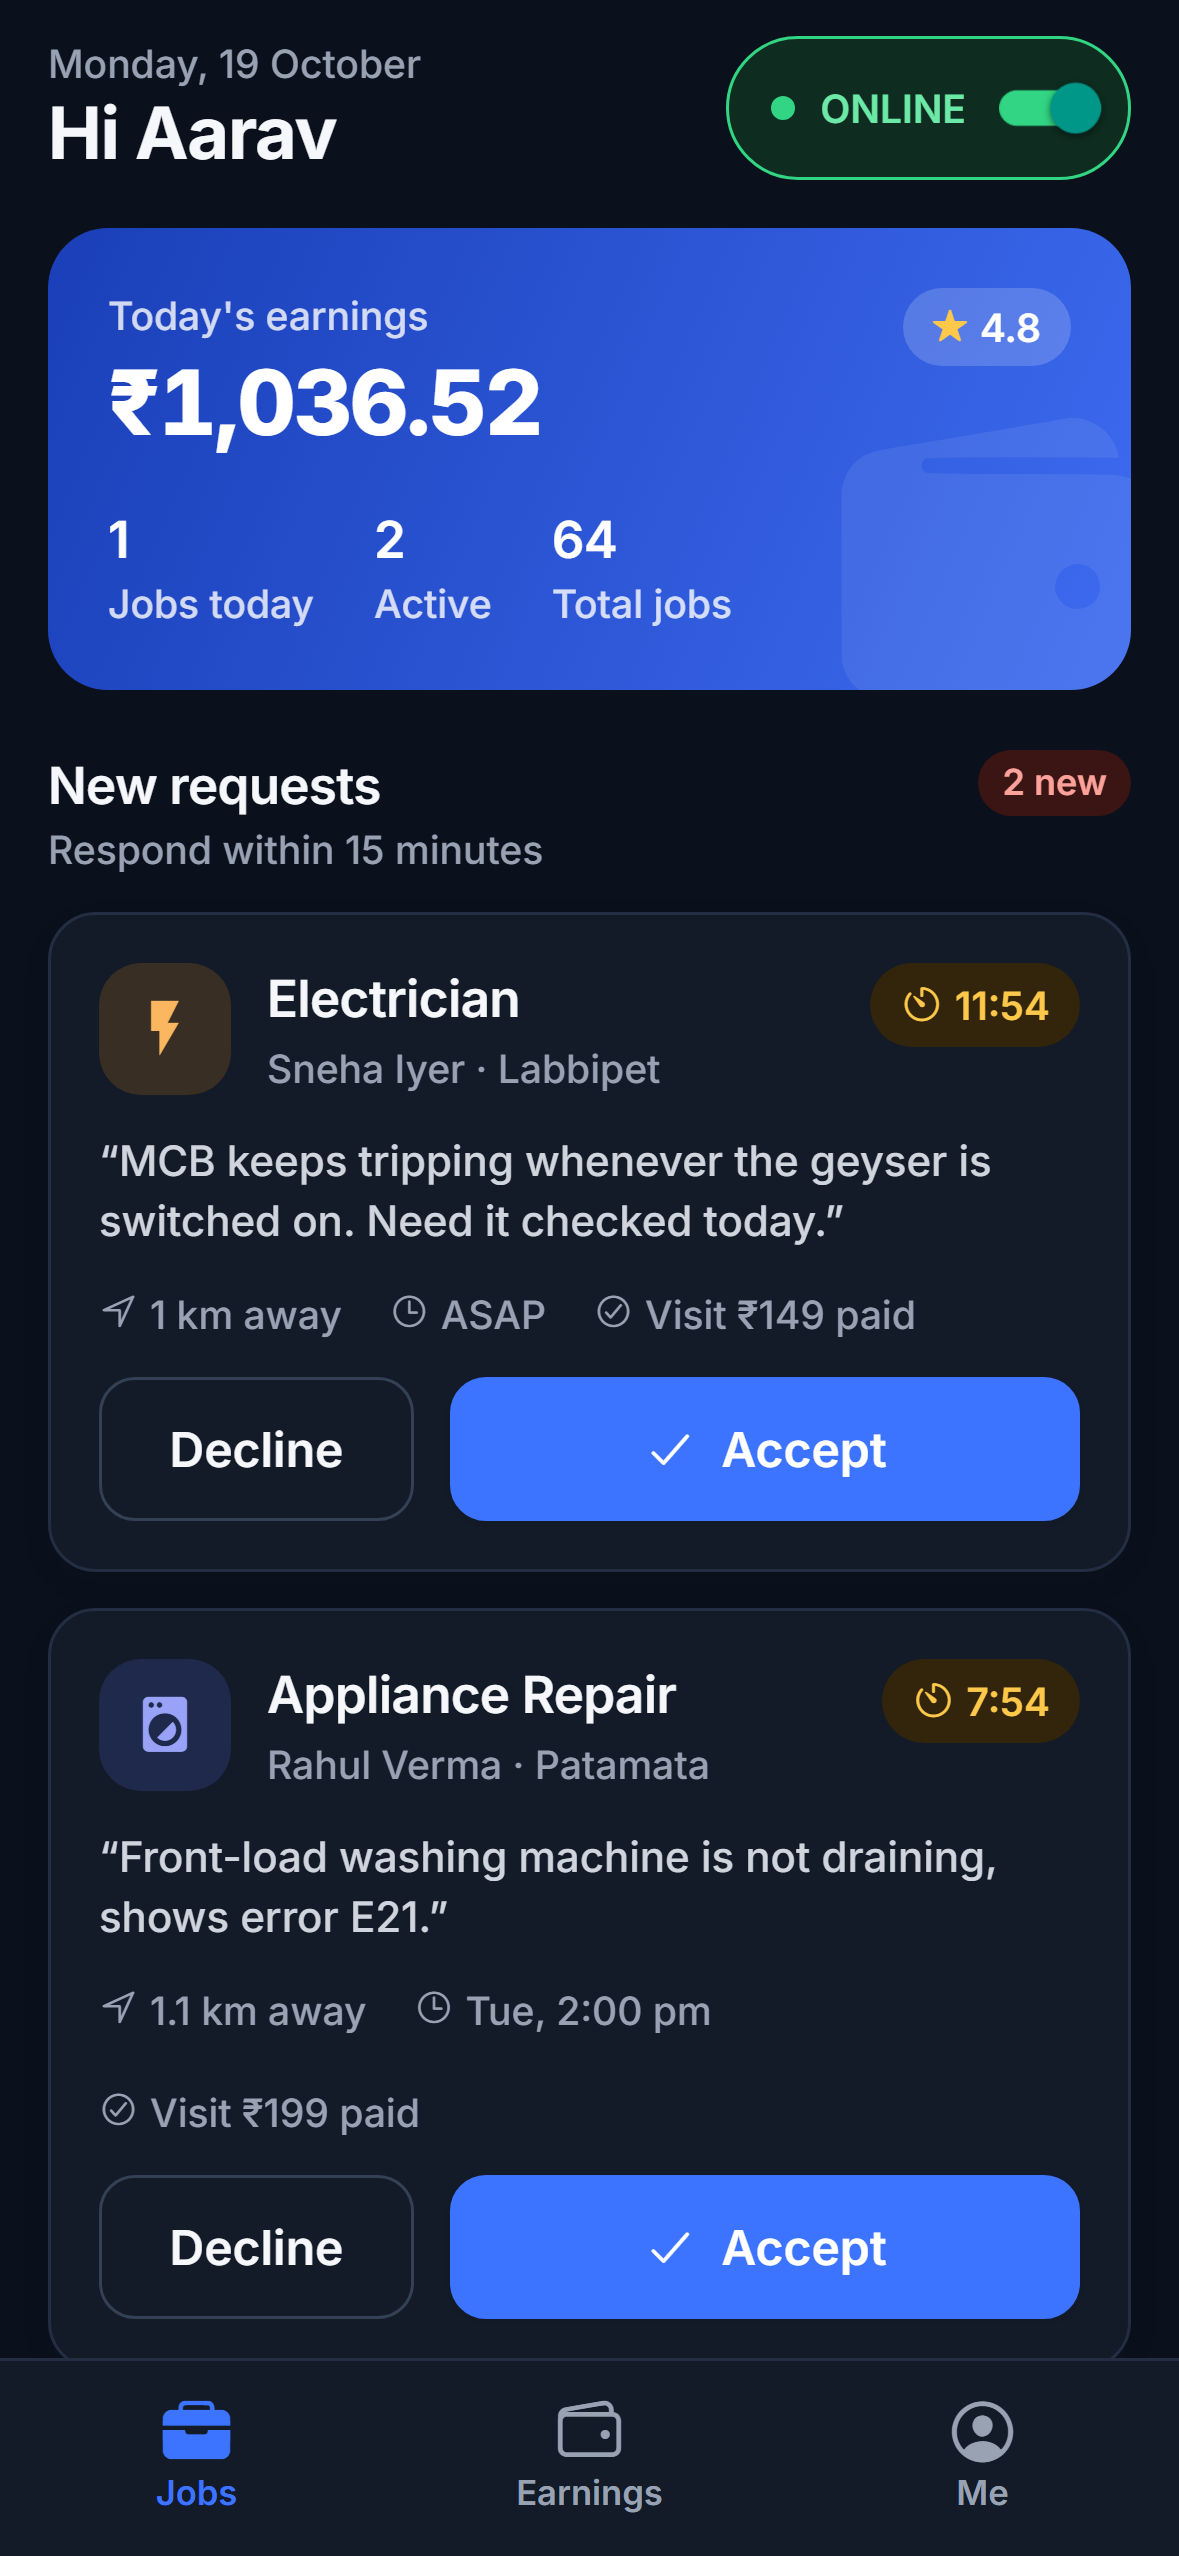 Monday, 19 October
Hi Aarav
ONLINE
Today's earnings
4.8
₹1,036.52
1
Jobs today
2
Active
64
Total jobs
New requests
2 new
Respond within 15 minutes
Electrician
11:54
Sneha Iyer · Labbipet
“MCB keeps tripping whenever the geyser is
switched on. Need it checked today.”
1 km away
ASAP
Visit ₹149 paid
Decline
Accept
Appliance Repair
7:54
Rahul Verma · Patamata
“Front-load washing machine is not draining,
shows error E21.”
1.1 km away
Tue, 2:00 pm
Visit ₹199 paid
Decline
Accept
Jobs
Earnings
Me